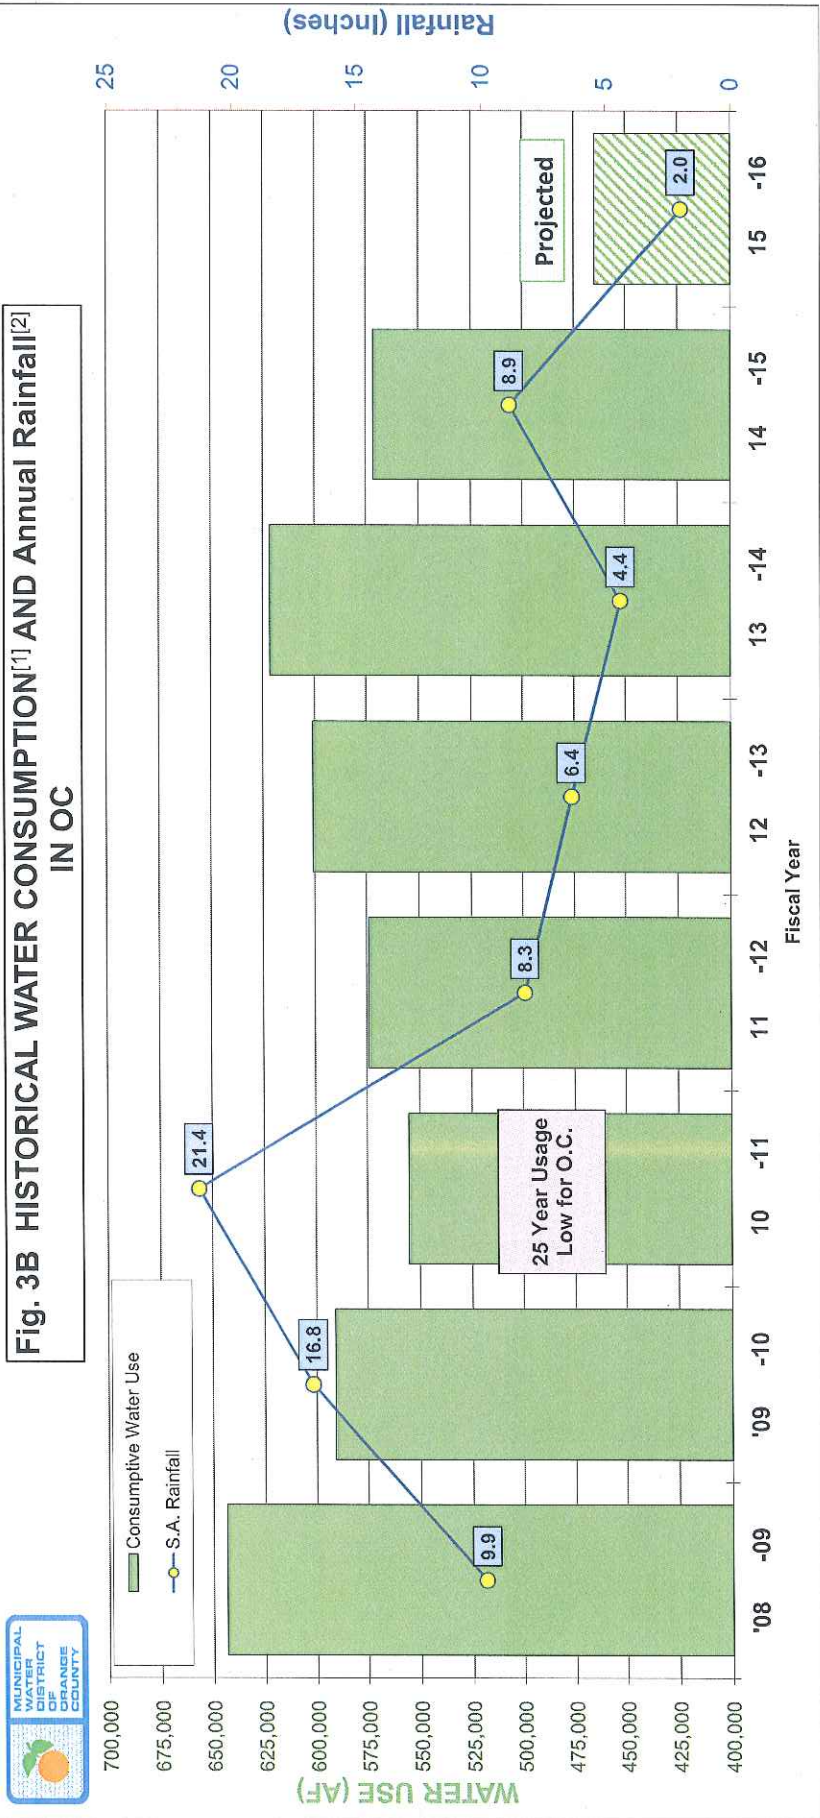 MUNICIPAL
WATER
DISTRICT
OF
ORANGE
COUNTY
Fig. 3B HISTORICAL WATER CONSUMPTION[1] AND Annual Rainfall[2]
IN OC
Consumptive Water Use
S.A. Rainfall
WATER USE (AF)
700,000
675,000
650,000
625,000
600,000
575,000
550,000
525,000
500,000
475,000
450,000
425,000
400,000
9.9
16.8
21.4
8.3
6.4
4.4
8.9
2.0
25 Year Usage
Low for O.C.
Projected
25
20
15
10
5
0
Rainfall (Inches)
'08 -09
'09 -10
10 -11
11 -12
12 -13
13 -14
14 -15
15 -16
Fiscal Year